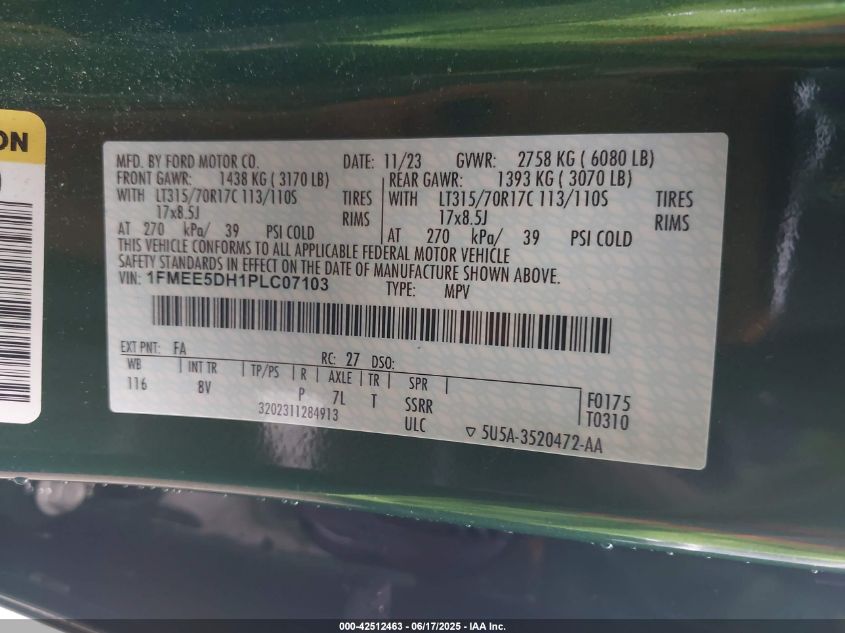 ON
MFD. BY FORD MOTOR CO. DATE: 11/23 GVWR: 2758 KG ( 6080 LB)
FRONT GAWR: 1438 KG ( 3170 LB) REAR GAWR: 1393 KG ( 3070 LB)
WITH LT315/70R17C 113/110S TIRES WITH LT315/70R17C 113/110S TIRES
17x8.5J RIMS 17x8.5J RIMS
AT 270 kPa/ 39 PSI COLD AT 270 kPa/ 39 PSI COLD
THIS VEHICLE CONFORMS TO ALL APPLICABLE FEDERAL MOTOR VEHICLE
SAFETY STANDARDS IN EFFECT ON THE DATE OF MANUFACTURE SHOWN ABOVE.
VIN: 1FMEE5DH1PLC07103 TYPE: MPV
EXT PNT: FA RC: 27 DSO:
WB INT TR TP/PS R AXLE TR SPR F0175
116 8V P 7L T SSRR T0310
3202311284913 ULC 5U5A-3520472-AA
000-42512463 - 06/17/2025 - IAA Inc.